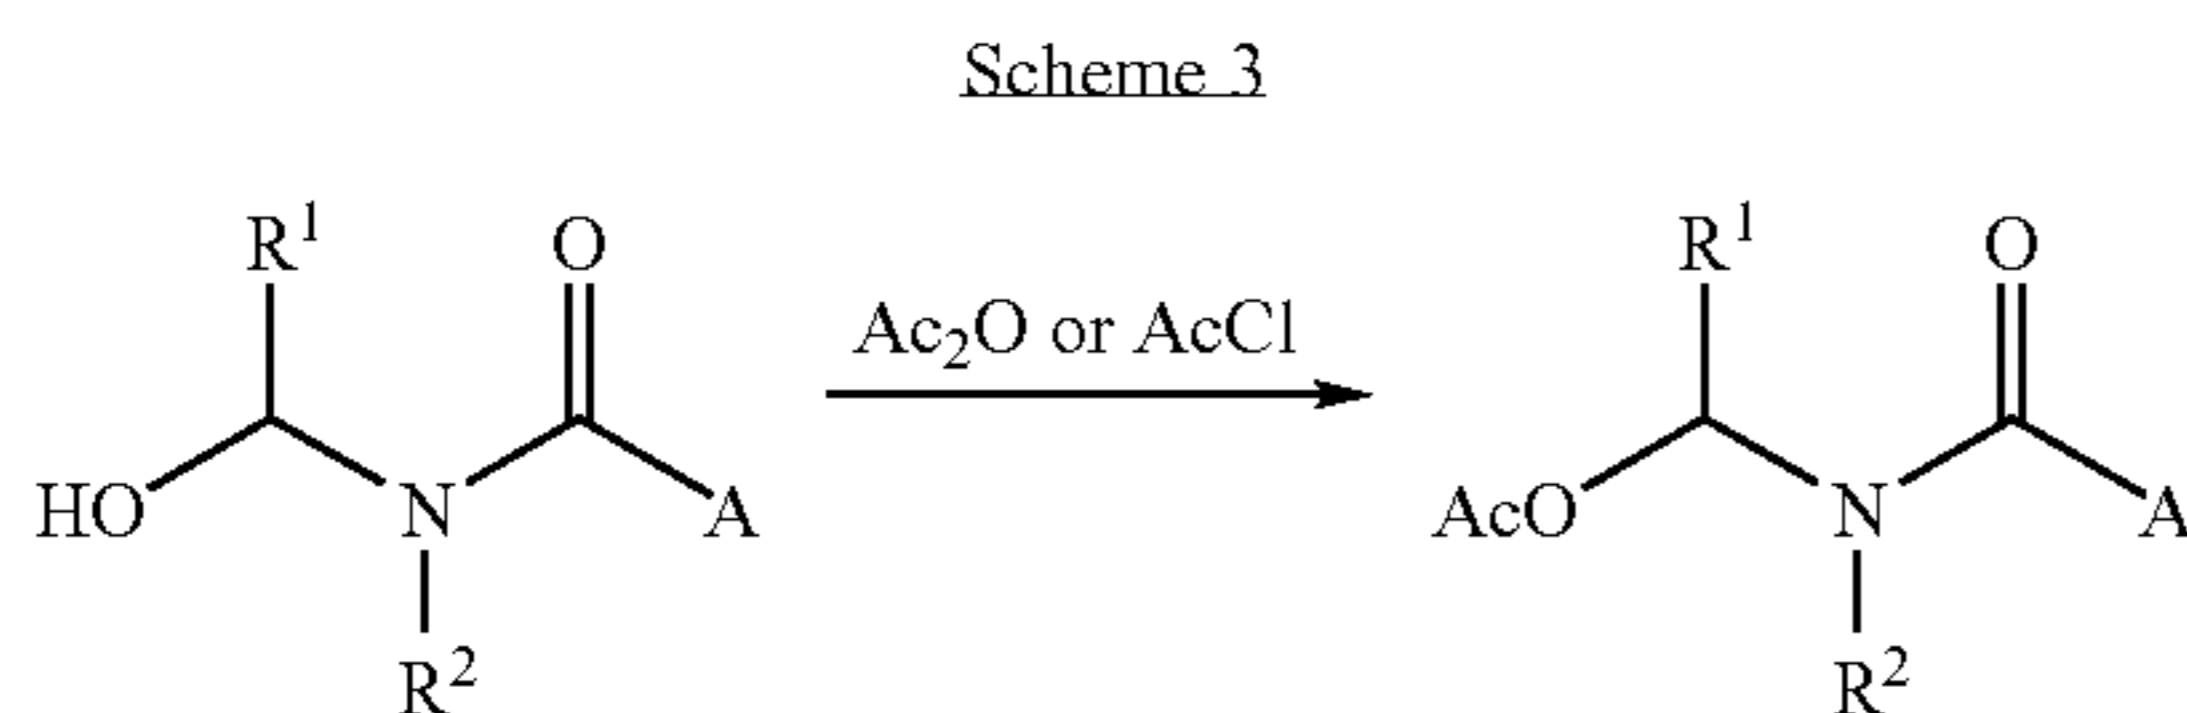 Scheme 3
R¹ O R¹ O
Ac₂O or AcCl
HO N A AcO N A
R² R²